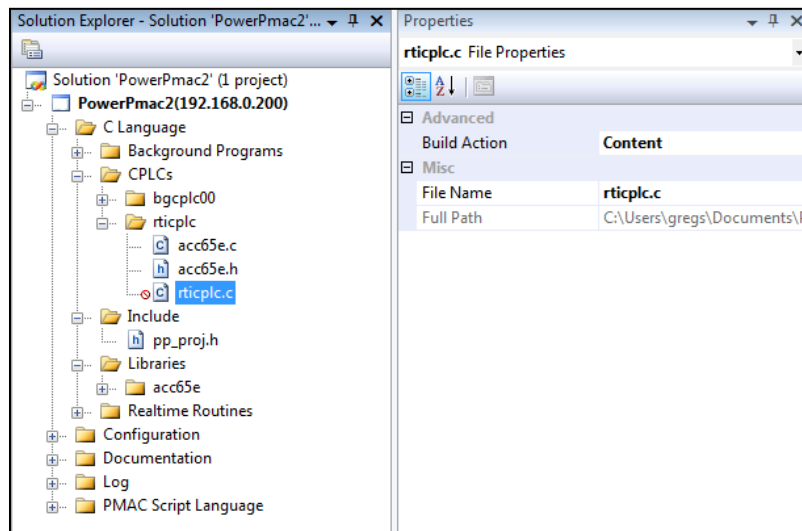 Solution Explorer - Solution 'PowerPmac2'...
Solution 'PowerPmac2' (1 project)
PowerPmac2(192.168.0.200)
C Language
Background Programs
CPLCs
bgcplc00
rticplc
acc65e.c
acc65e.h
rticplc.c
Include
pp_proj.h
Libraries
acc65e
Realtime Routines
Configuration
Documentation
Log
PMAC Script Language
Properties
rticplc.c File Properties
Advanced
Build Action Content
Misc
File Name rticplc.c
Full Path C:\Users\gregs\Documents\